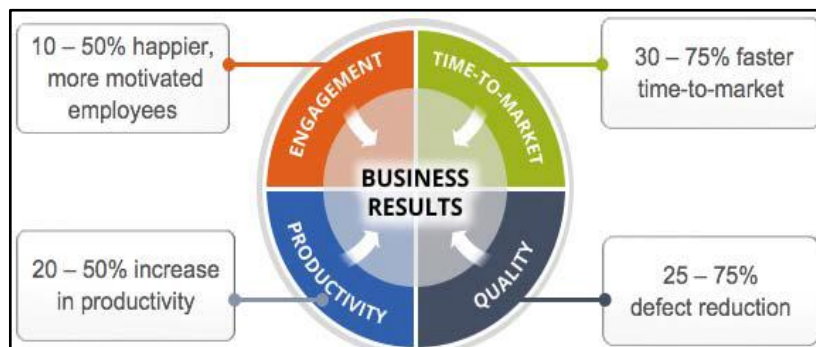 10 – 50% happier,
more motivated
employees
ENGAGEMENT
TIME-TO-MARKET
30 – 75% faster
time-to-market
BUSINESS
RESULTS
20 – 50% increase
in productivity
PRODUCTIVITY
QUALITY
25 – 75%
defect reduction